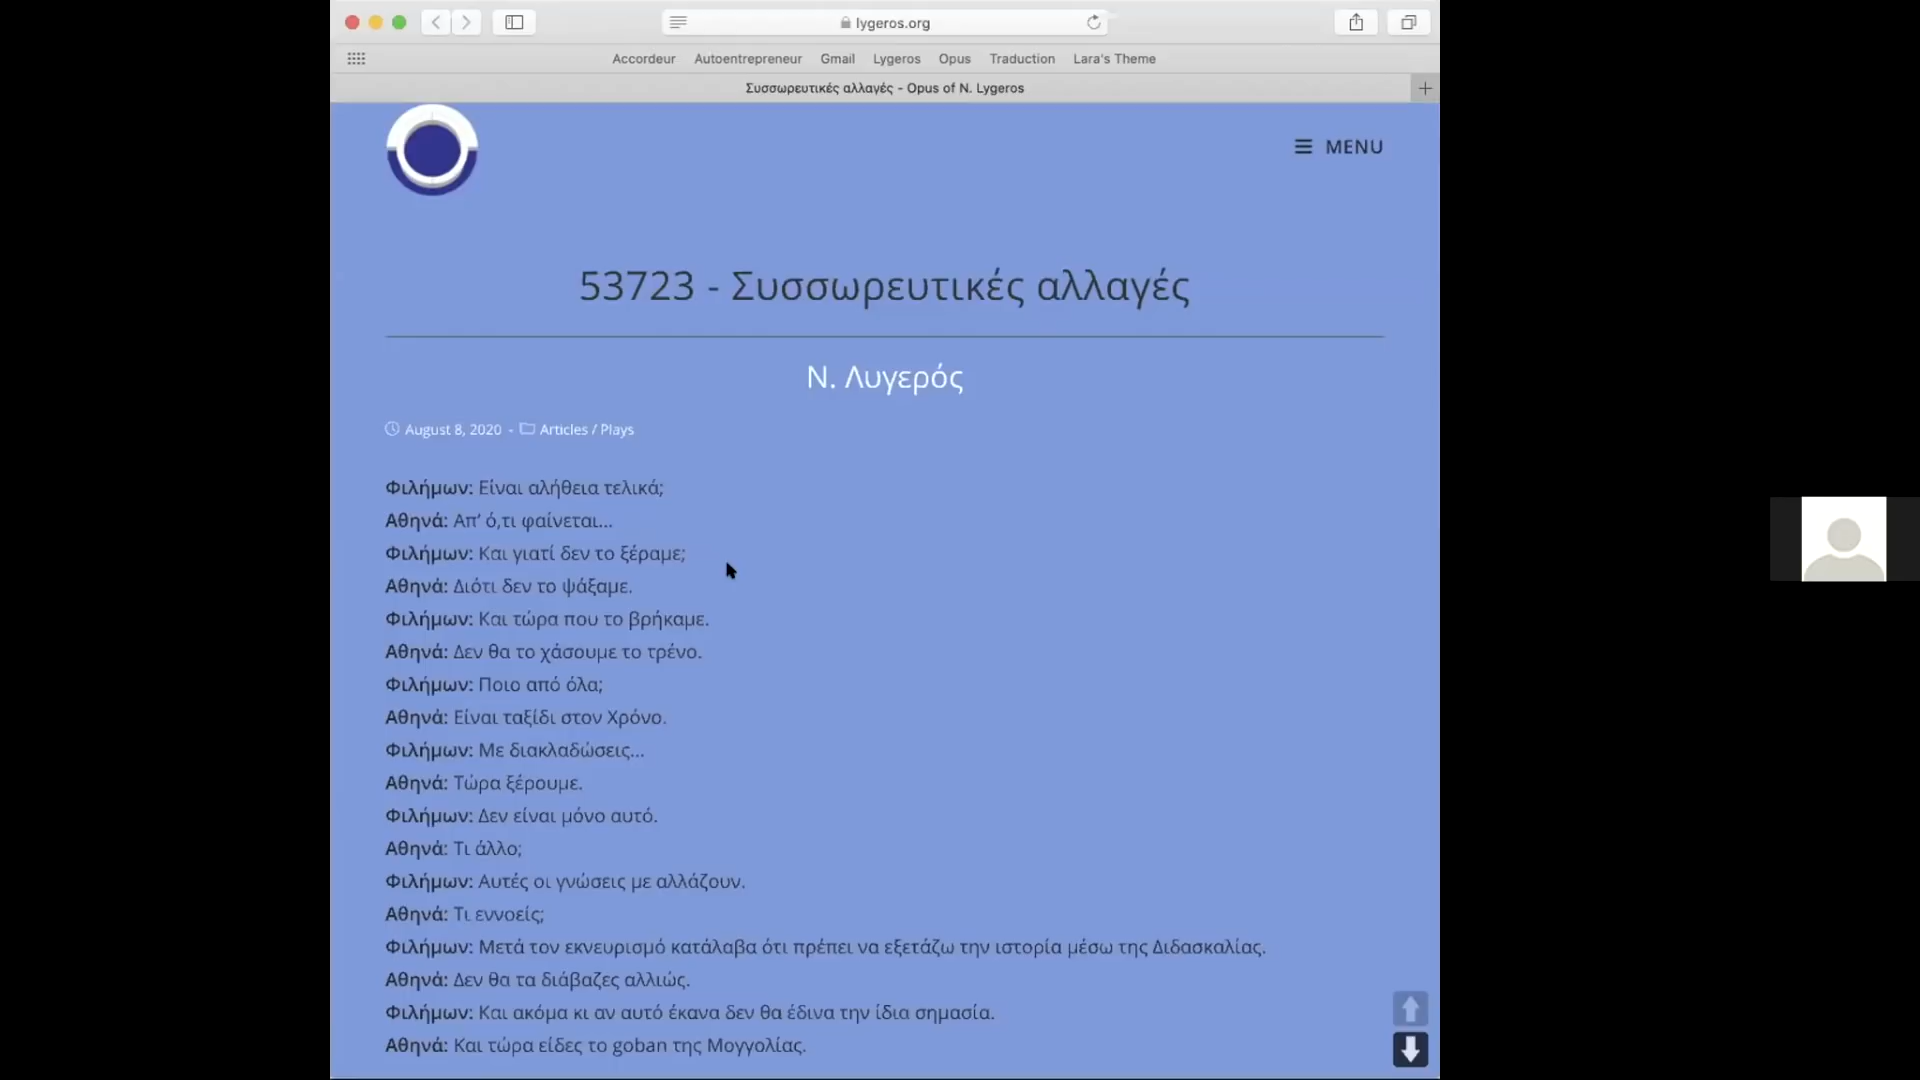 lygeros.org
Accordeur Autoentrepreneur Gmail Lygeros Opus Traduction Lara's Theme
Συσσωρευτικές αλλαγές - Opus of N. Lygeros
MENU
53723 - Συσσωρευτικές αλλαγές
Ν. Λυγερός
August 8, 2020 - Articles / Plays
Φιλήμων: Είναι αλήθεια τελικά;
Αθηνά: Απ’ ό,τι φαίνεται...
Φιλήμων: Και γιατί δεν το ξέραμε;
Αθηνά: Διότι δεν το ψάξαμε.
Φιλήμων: Και τώρα που το βρήκαμε.
Αθηνά: Δεν θα το χάσουμε το τρένο.
Φιλήμων: Ποιο από όλα;
Αθηνά: Είναι ταξίδι στον Χρόνο.
Φιλήμων: Με διακλαδώσεις...
Αθηνά: Τώρα ξέρουμε.
Φιλήμων: Δεν είναι μόνο αυτό.
Αθηνά: Τι άλλο;
Φιλήμων: Αυτές οι γνώσεις με αλλάζουν.
Αθηνά: Τι εννοείς;
Φιλήμων: Μετά τον εκνευρισμό κατάλαβα ότι πρέπει να εξετάζω την ιστορία μέσω της Διδασκαλίας.
Αθηνά: Δεν θα τα διάβαζες αλλιώς.
Φιλήμων: Και ακόμα κι αν αυτό έκανα δεν θα έδινα την ίδια σημασία.
Αθηνά: Και τώρα είδες το goban της Μογγολίας.